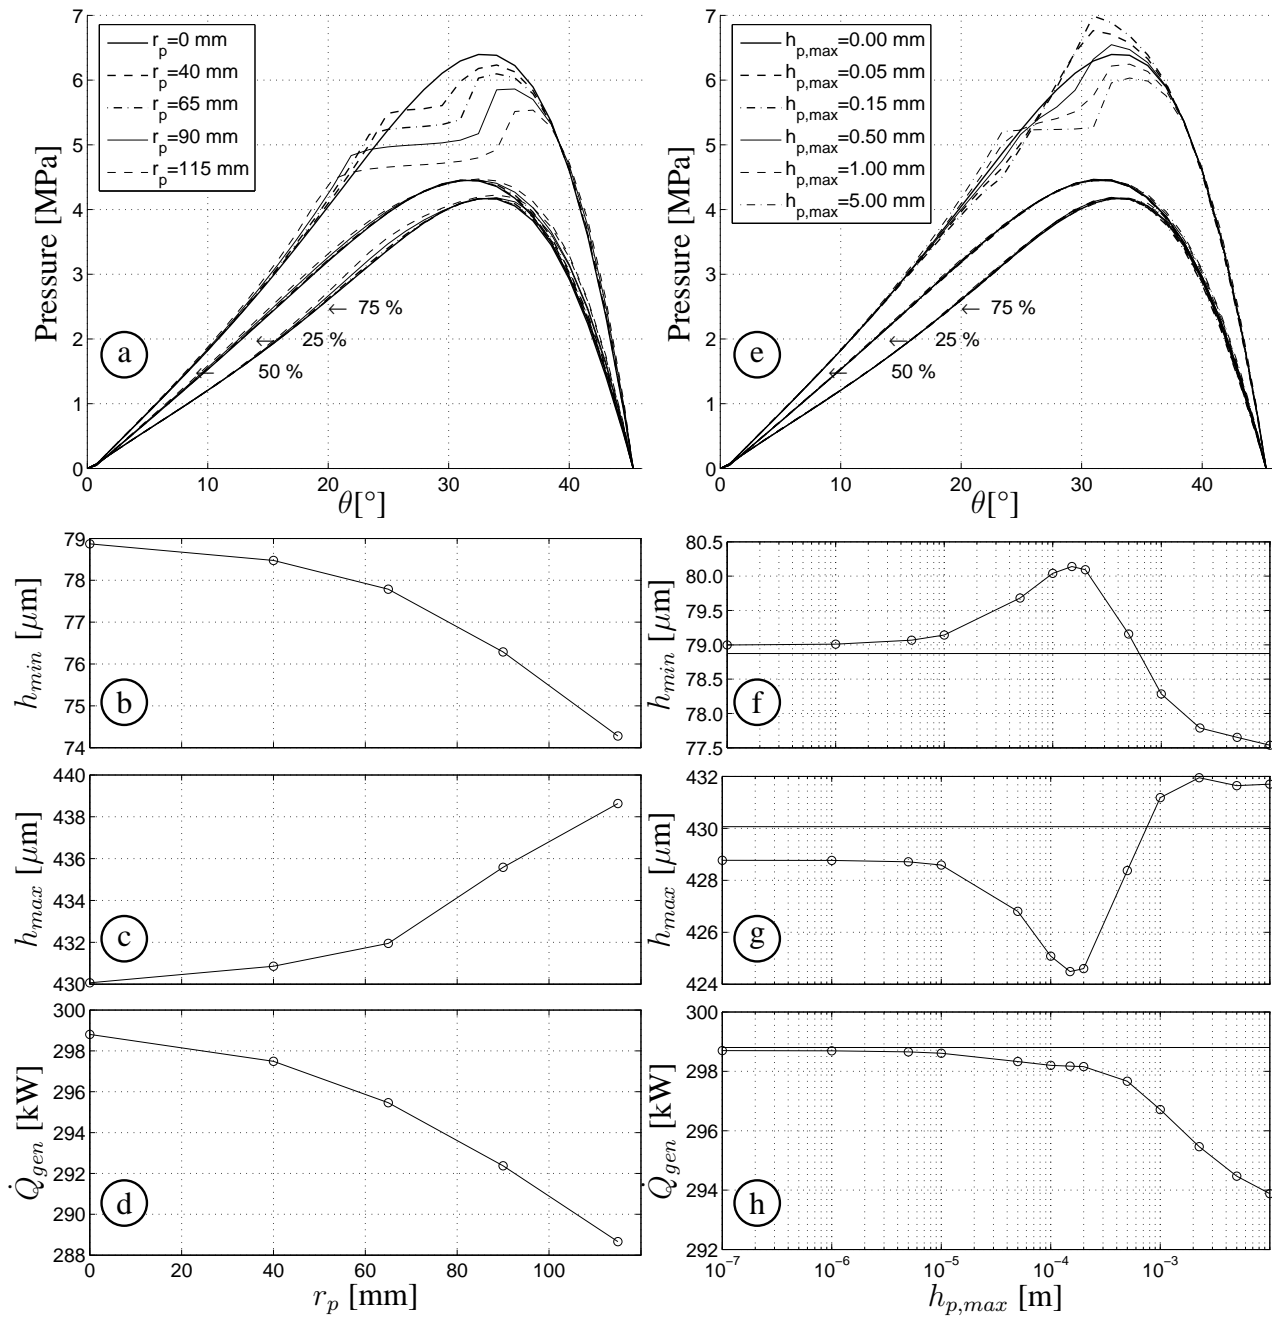 7
6
5
4
3
2
1
0
Pressure [MPa]
r_p=0 mm
r_p=40 mm
r_p=65 mm
r_p=90 mm
r_p=115 mm
← 75 %
← 25 %
← 50 %
a
0 10 20 30 40
θ[°]
7
6
5
4
3
2
1
0
Pressure [MPa]
h_p,max=0.00 mm
h_p,max=0.05 mm
h_p,max=0.15 mm
h_p,max=0.50 mm
h_p,max=1.00 mm
h_p,max=5.00 mm
← 75 %
← 25 %
← 50 %
e
0 10 20 30 40
θ[°]
79
78
77
76
75
74
h_min [μm]
b
80.5
80.0
79.5
79.0
78.5
78.0
77.5
h_min [μm]
f
440
438
436
434
432
430
h_max [μm]
c
432
430
428
426
424
h_max [μm]
g
300
298
296
294
292
290
288
Q̇_gen [kW]
d
0 20 40 60 80 100
r_p [mm]
300
298
296
294
292
Q̇_gen [kW]
h
10^−7 10^−6 10^−5 10^−4 10^−3
h_p,max [m]